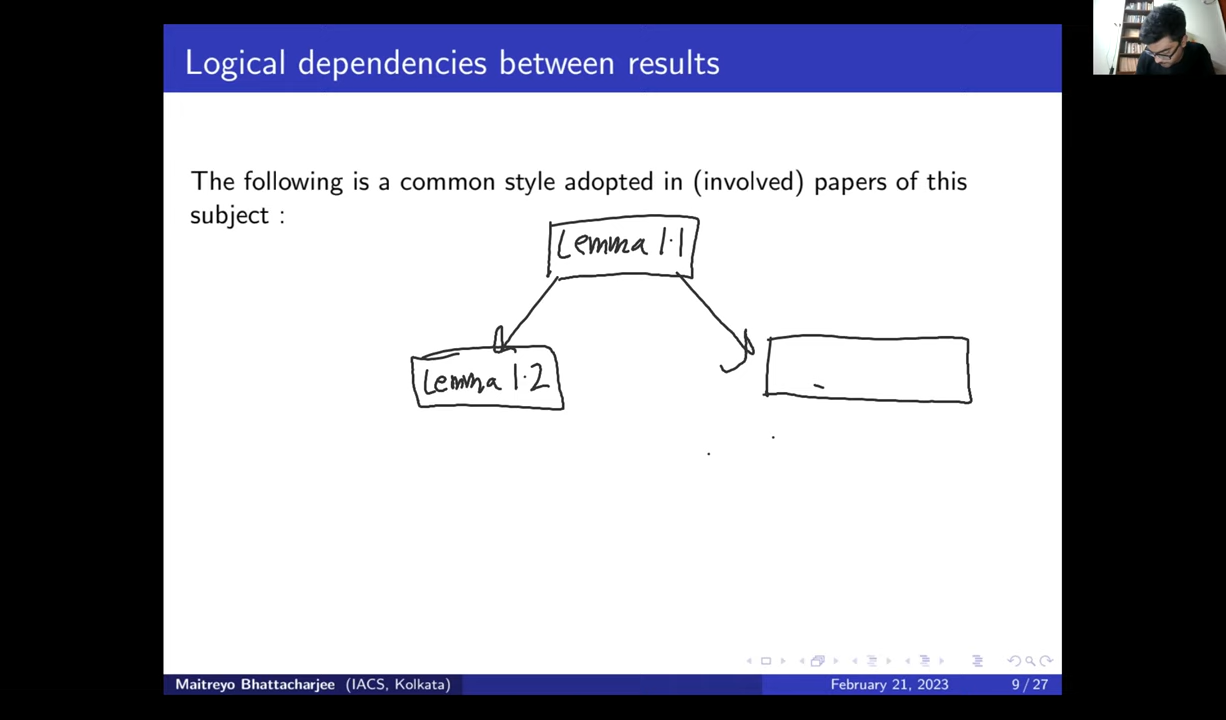 Logical dependencies between results
The following is a common style adopted in (involved) papers of this
subject :
Lemma 1.1
Lemma 1.2
Maitreyo Bhattacharjee (IACS, Kolkata) February 21, 2023 9 / 27